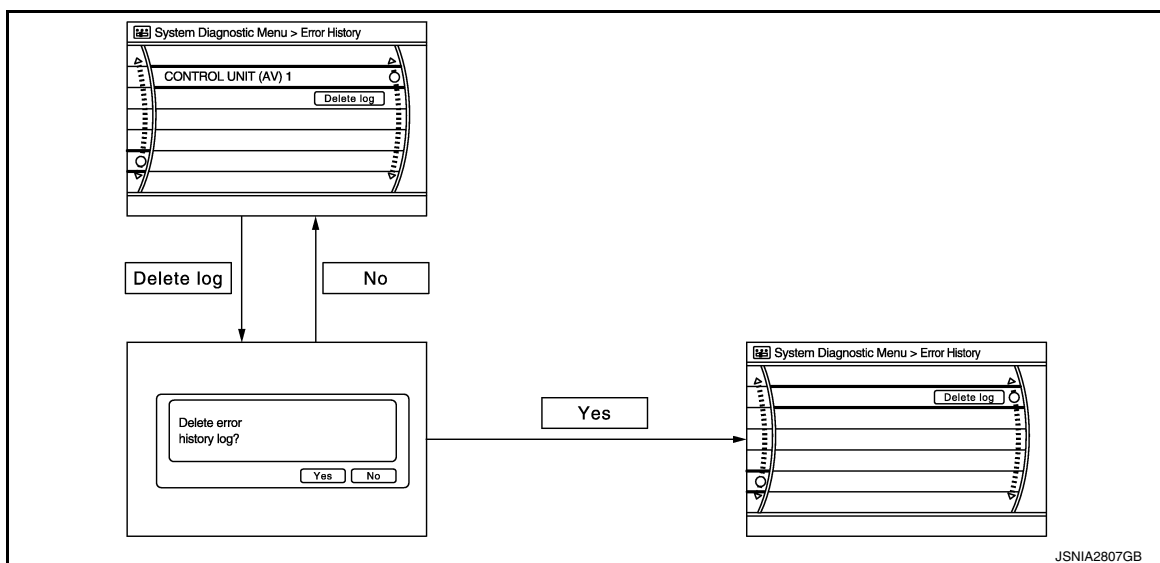 System Diagnostic Menu > Error History
CONTROL UNIT (AV) 1
Delete log
Delete log
No
Delete error
history log?
Yes
No
Yes
System Diagnostic Menu > Error History
Delete log
JSNIA2807GB